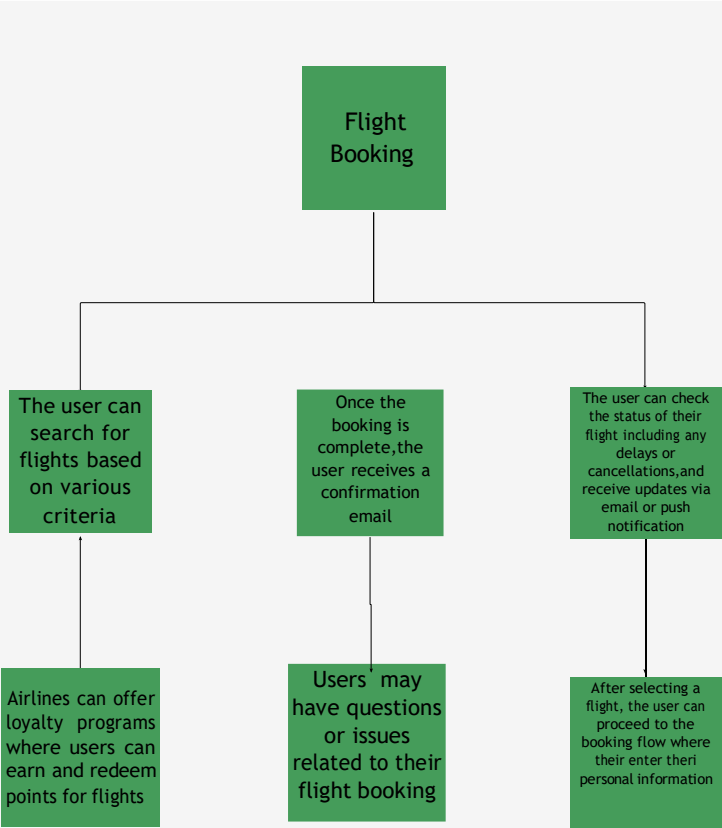 Flight
Booking
The user can
search for
flights based
on various
criteria
Once the
booking is
complete,the
user receives a
confirmation
email
The user can check
the status of their
flight including any
delays or
cancellations,and
receive updates via
email or push
notification
Airlines can offer
loyalty programs
where users can
earn and redeem
points for flights
Users may
have questions
or issues
related to their
flight booking
After selecting a
flight, the user can
proceed to the
booking flow where
their enter theri
personal information